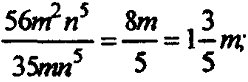 56m²n⁵/35mn⁵ = 8m/5 = 1 3/5 m;